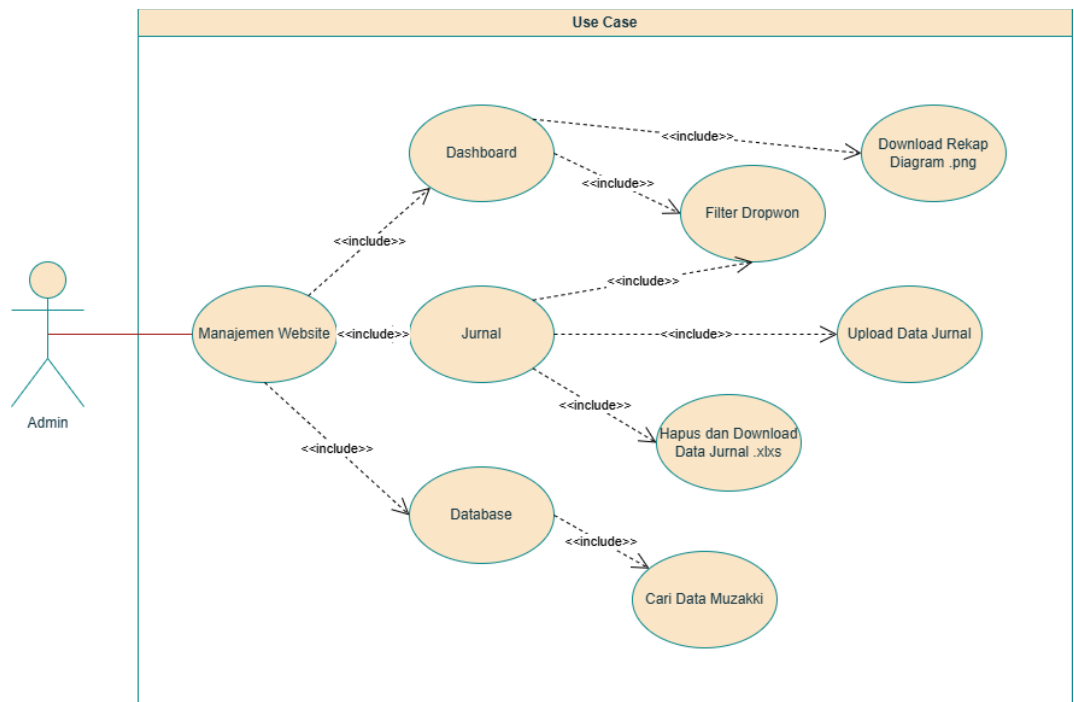 Use Case
Dashboard
<<include>>
Download Rekap
Diagram .png
<<include>>
Filter Dropwon
<<include>>
<<include>>
Admin
Manajemen Website
<<include>>
Jurnal
<<include>>
Upload Data Jurnal
<<include>>
Hapus dan Download
Data Jurnal .xlxs
<<include>>
Database
<<include>>
Cari Data Muzakki